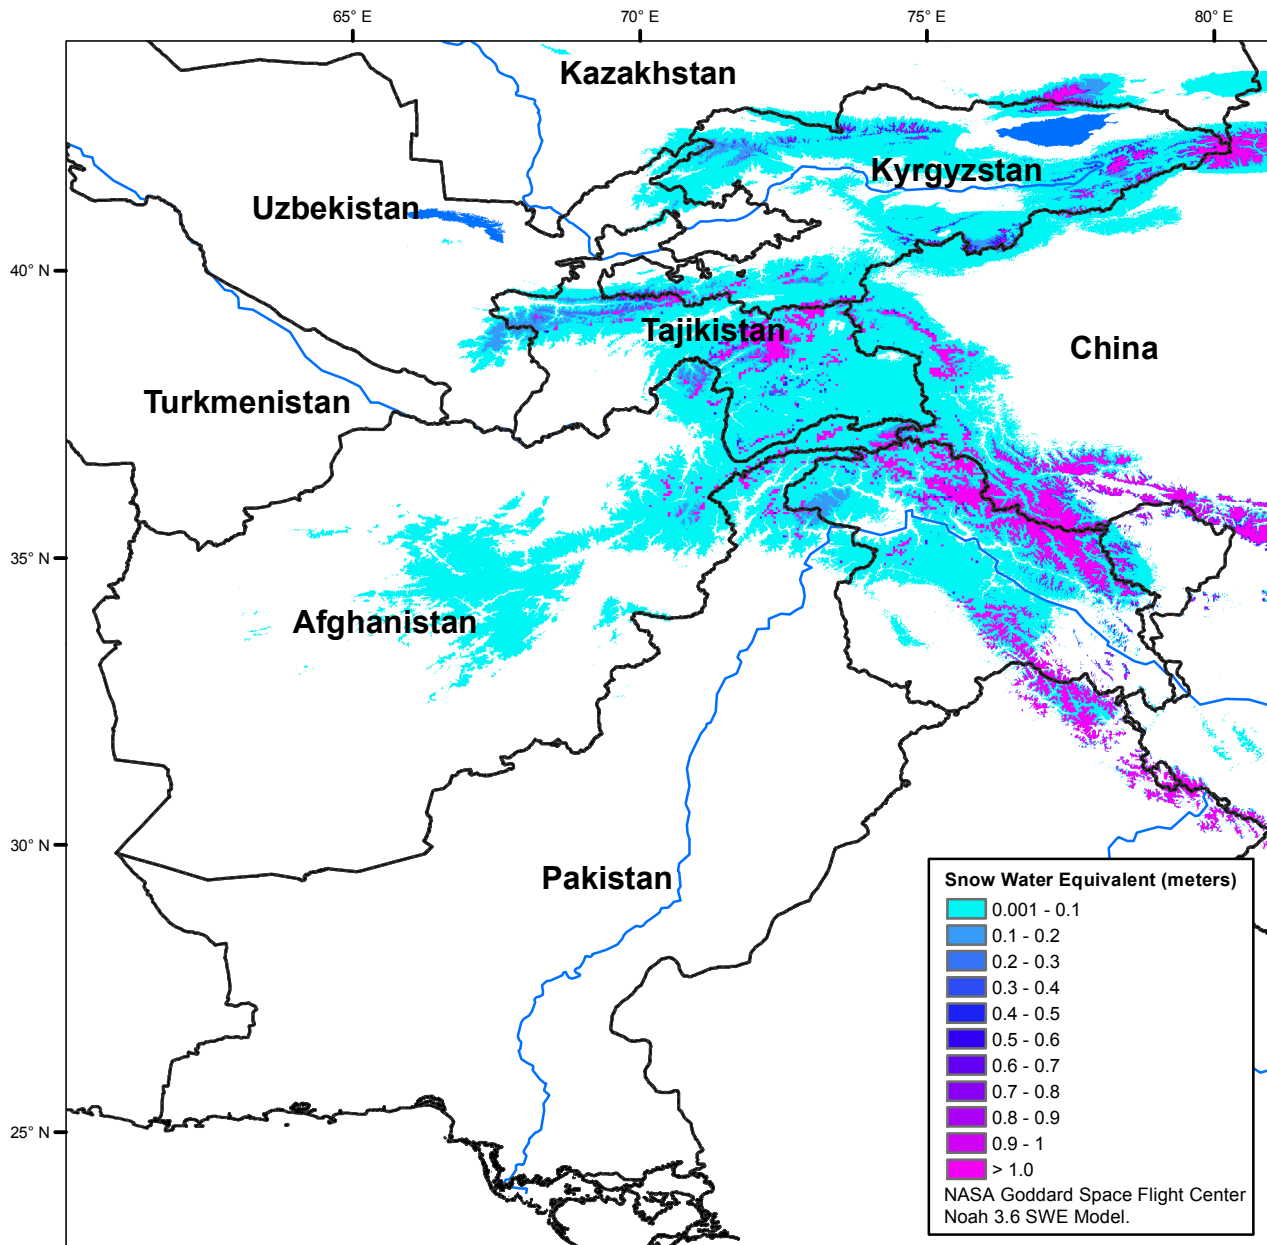 65° E
70° E
75° E
80° E
Kazakhstan
Kyrgyzstan
Uzbekistan
40° N
Tajikistan
China
Turkmenistan
35° N
Afghanistan
30° N
Pakistan
25° N
Snow Water Equivalent (meters)
0.001 - 0.1
0.1 - 0.2
0.2 - 0.3
0.3 - 0.4
0.4 - 0.5
0.5 - 0.6
0.6 - 0.7
0.7 - 0.8
0.8 - 0.9
0.9 - 1
> 1.0
NASA Goddard Space Flight Center
Noah 3.6 SWE Model.